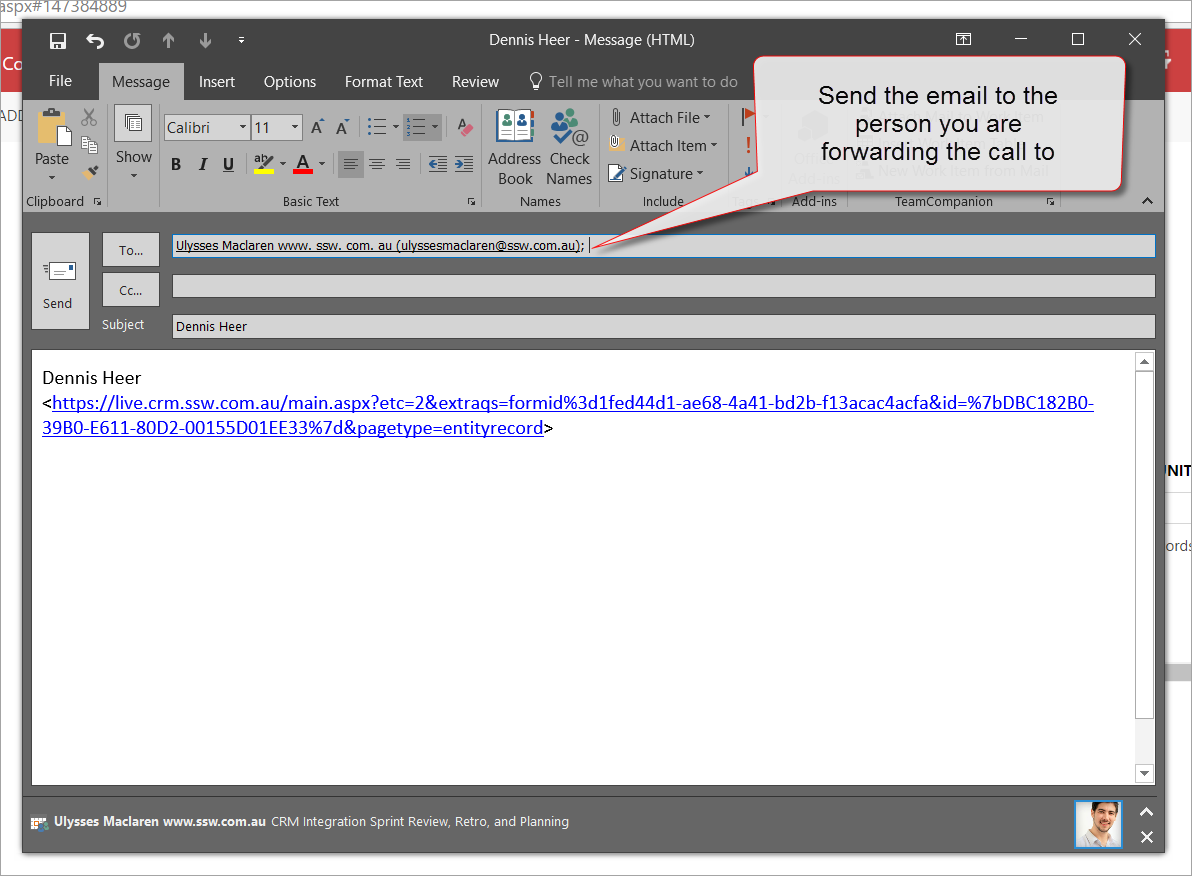 aspx#147384889
Dennis Heer - Message (HTML)
Co
File Message Insert Options Format Text Review Tell me what you want to do
ADD
Send the email to the
person you are
forwarding the call to
Paste
Show
Calibri 11
B I U aby A
Address
Book
Check
Names
Attach File
Attach Item
Signature
!
New Work Item from Mail
Clipboard Basic Text Names Include Tags Add-ins TeamCompanion
Send
To... Ulysses Maclaren www. ssw. com. au (ulyssesmaclaren@ssw.com.au);
Cc...
Subject Dennis Heer
Dennis Heer
<https://live.crm.ssw.com.au/main.aspx?etc=2&extraqs=formid%3d1fed44d1-ae68-4a41-bd2b-f13acac4acfa&id=%7bDBC182B0-
39B0-E611-80D2-00155D01EE33%7d&pagetype=entityrecord>
UNIT
ords
Ulysses Maclaren www.ssw.com.au CRM Integration Sprint Review, Retro, and Planning